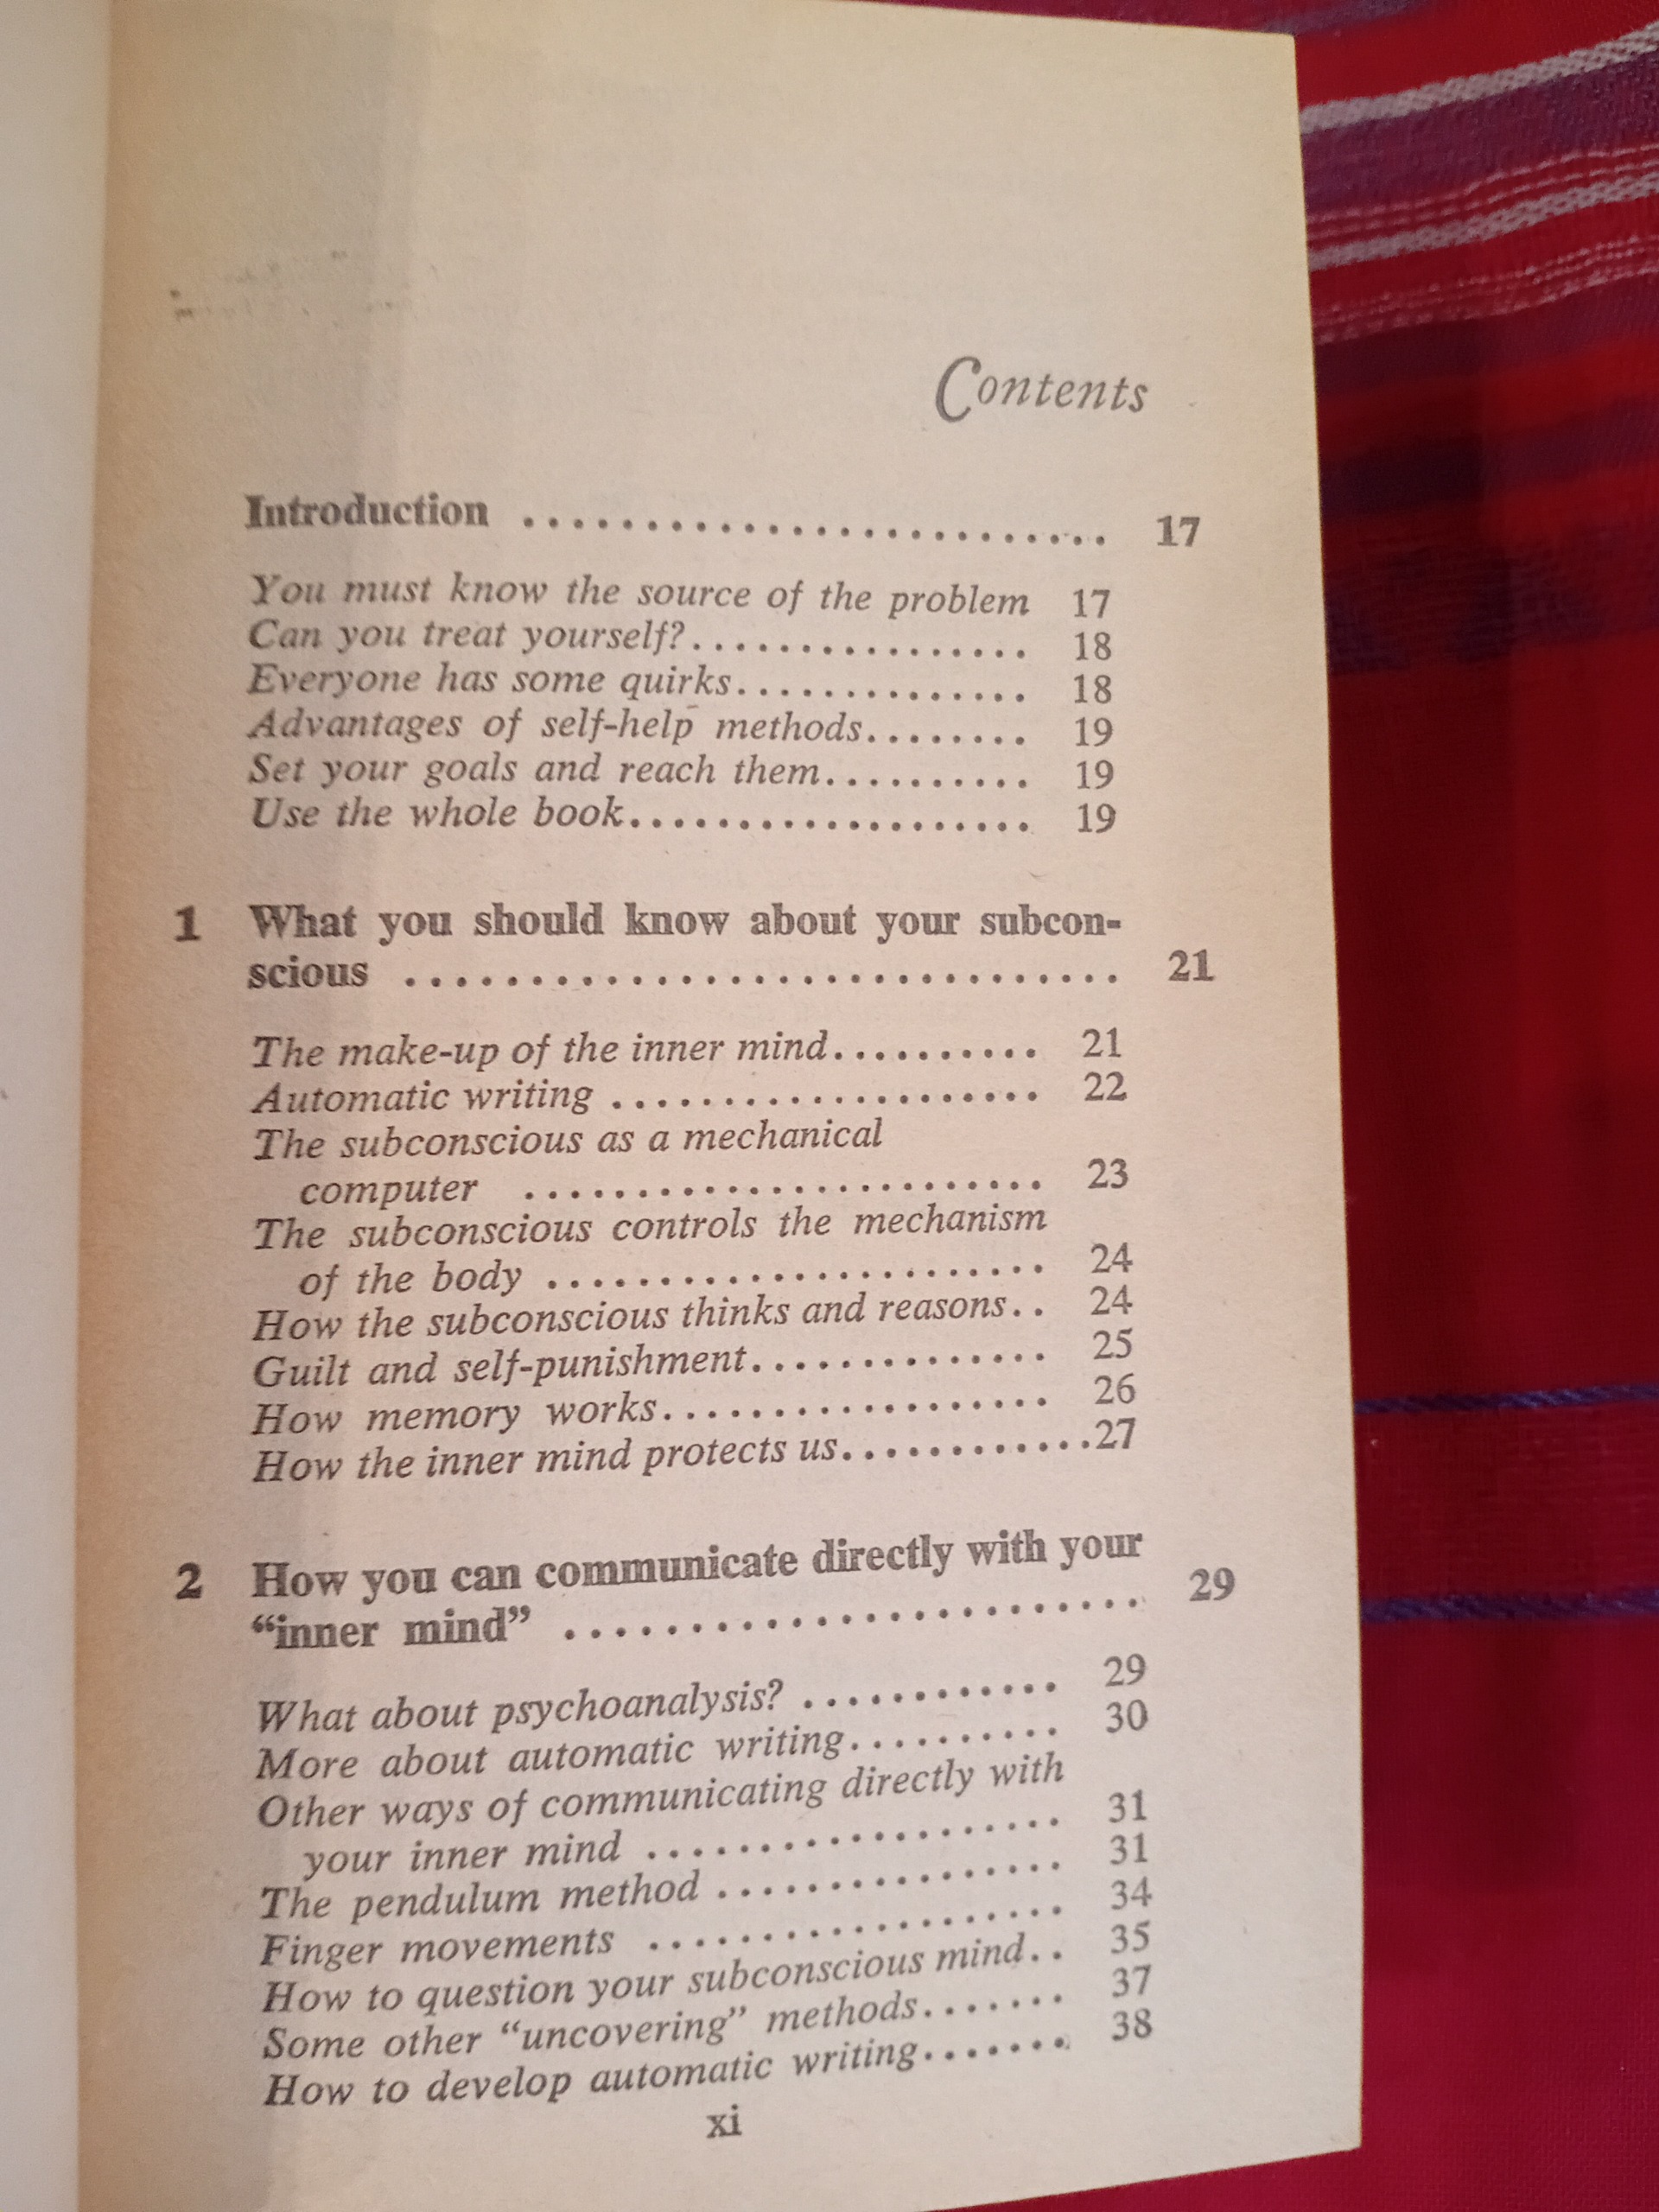 Contents
Introduction .......................... 17
You must know the source of the problem 17
Can you treat yourself?................ 18
Everyone has some quirks.............. 18
Advantages of self-help methods........ 19
Set your goals and reach them.......... 19
Use the whole book................... 19
1 What you should know about your subcon-
scious ............................. 21
The make-up of the inner mind.......... 21
Automatic writing .................... 22
The subconscious as a mechanical
computer ........................ 23
The subconscious controls the mechanism
of the body ....................... 24
How the subconscious thinks and reasons.. 24
Guilt and self-punishment.............. 25
How memory works.................. 26
How the inner mind protects us............27
2 How you can communicate directly with your
“inner mind” ....................... 29
What about psychoanalysis? ............ 29
More about automatic writing.......... 30
Other ways of communicating directly with
your inner mind ................... 31
The pendulum method ................ 31
Finger movements ................... 34
How to question your subconscious mind.. 35
Some other “uncovering” methods....... 37
How to develop automatic writing....... 38
xi